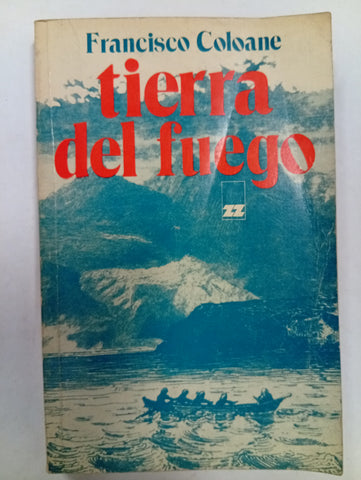 Francisco Coloane
tierra
del fuego
ZZ